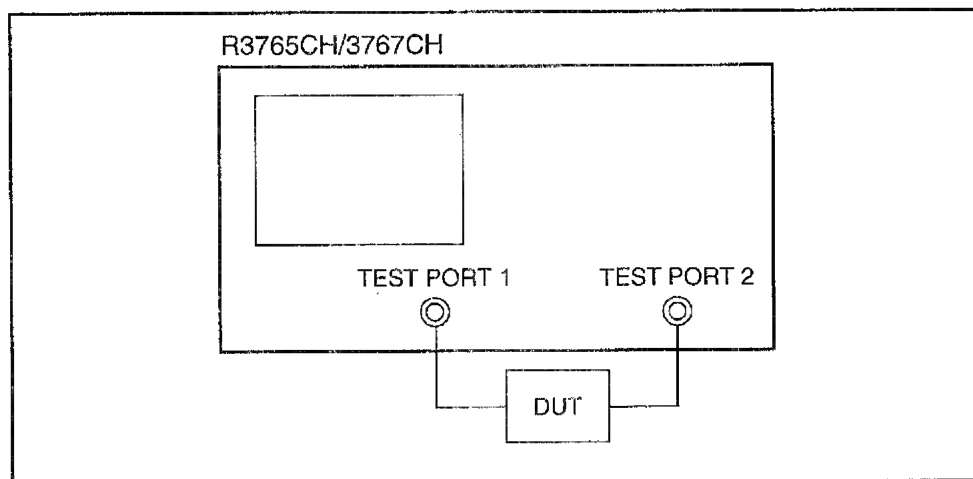 R3765CH/3767CH
TEST PORT 1
TEST PORT 2
DUT